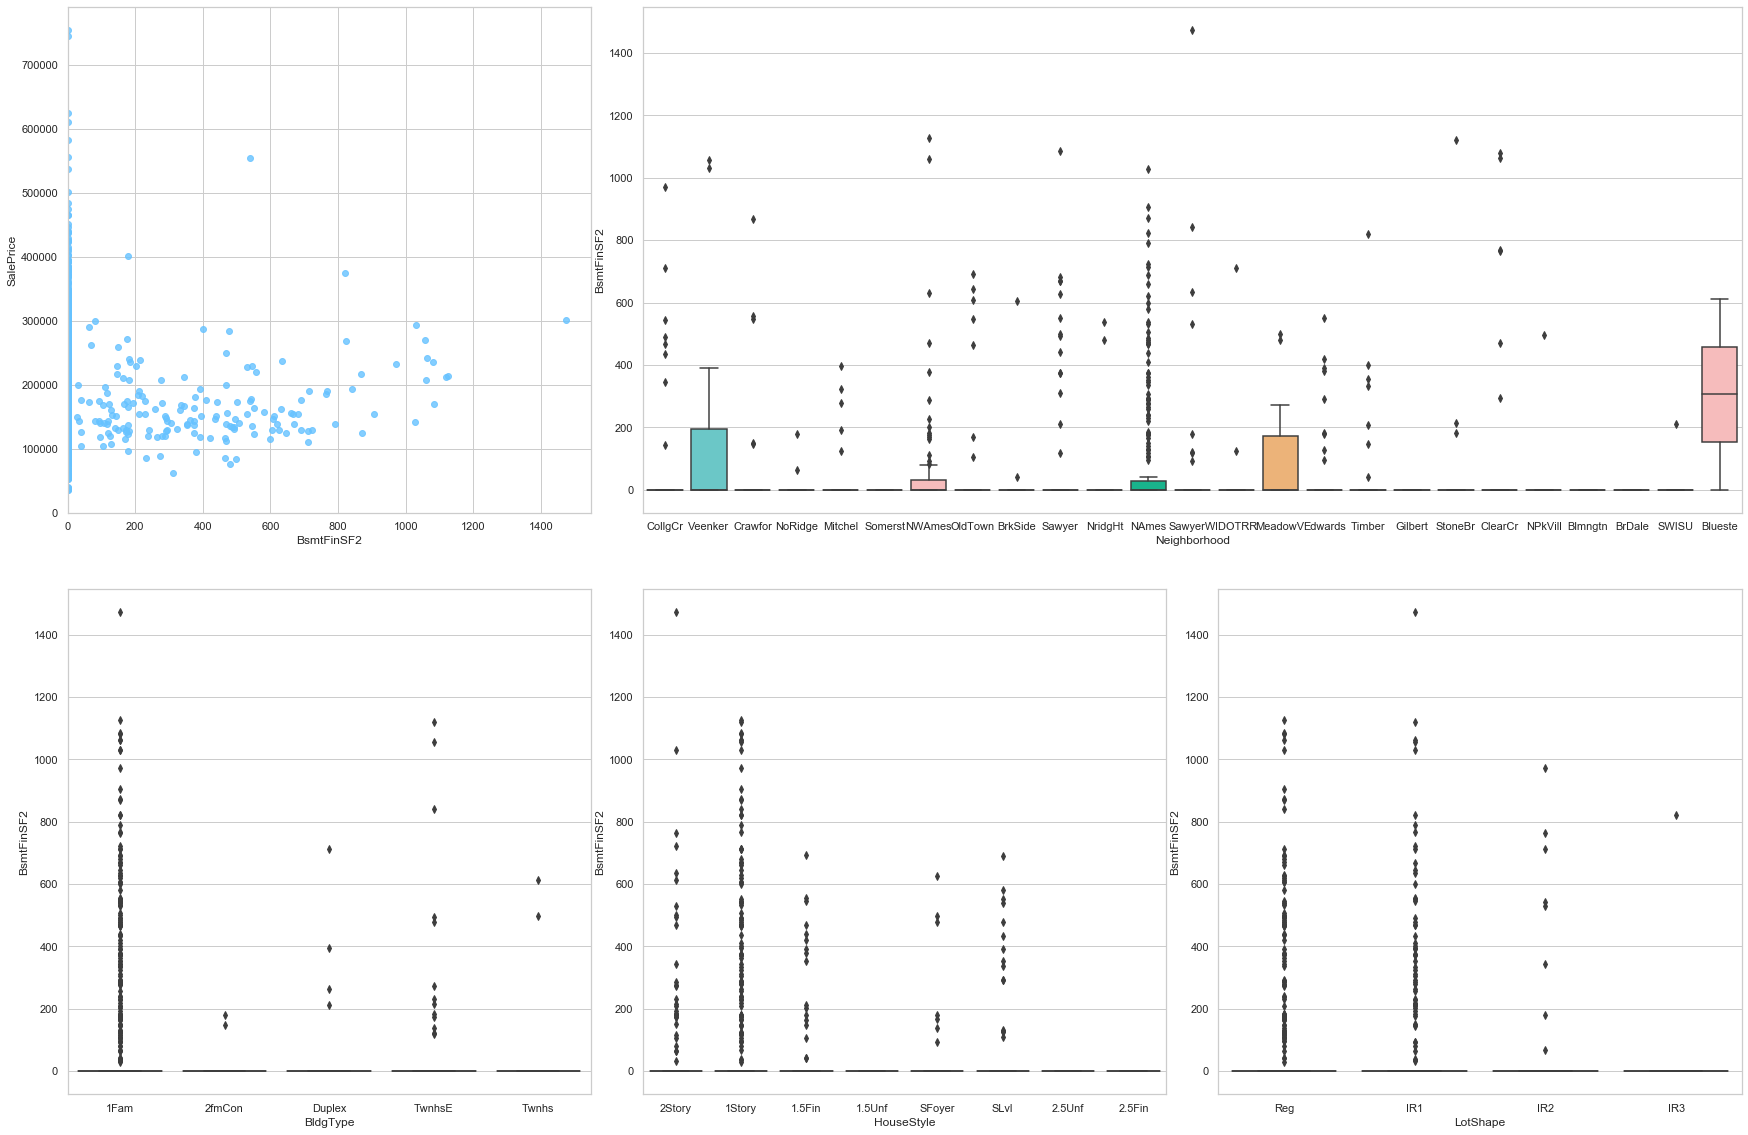 700000
600000
500000
400000
300000
200000
100000
0
SalePrice
0 200 400 600 800 1000 1200 1400
BsmtFinSF2
1400
1200
1000
800
600
400
200
0
BsmtFinSF2
CollgCr Veenker Crawfor NoRidge Mitchel Somerst NWAmes OldTown BrkSide Sawyer NridgHt NAmes SawyerW IDOTRR MeadowV Edwards Timber Gilbert StoneBr ClearCr NPkVill Blmngtn BrDale SWISU Blueste
Neighborhood
1400
1200
1000
800
600
400
200
0
BsmtFinSF2
1Fam 2fmCon Duplex TwnhsE Twnhs
BldgType
1400
1200
1000
800
600
400
200
0
BsmtFinSF2
2Story 1Story 1.5Fin 1.5Unf SFoyer SLvl 2.5Unf 2.5Fin
HouseStyle
1400
1200
1000
800
600
400
200
0
BsmtFinSF2
Reg IR1 IR2 IR3
LotShape